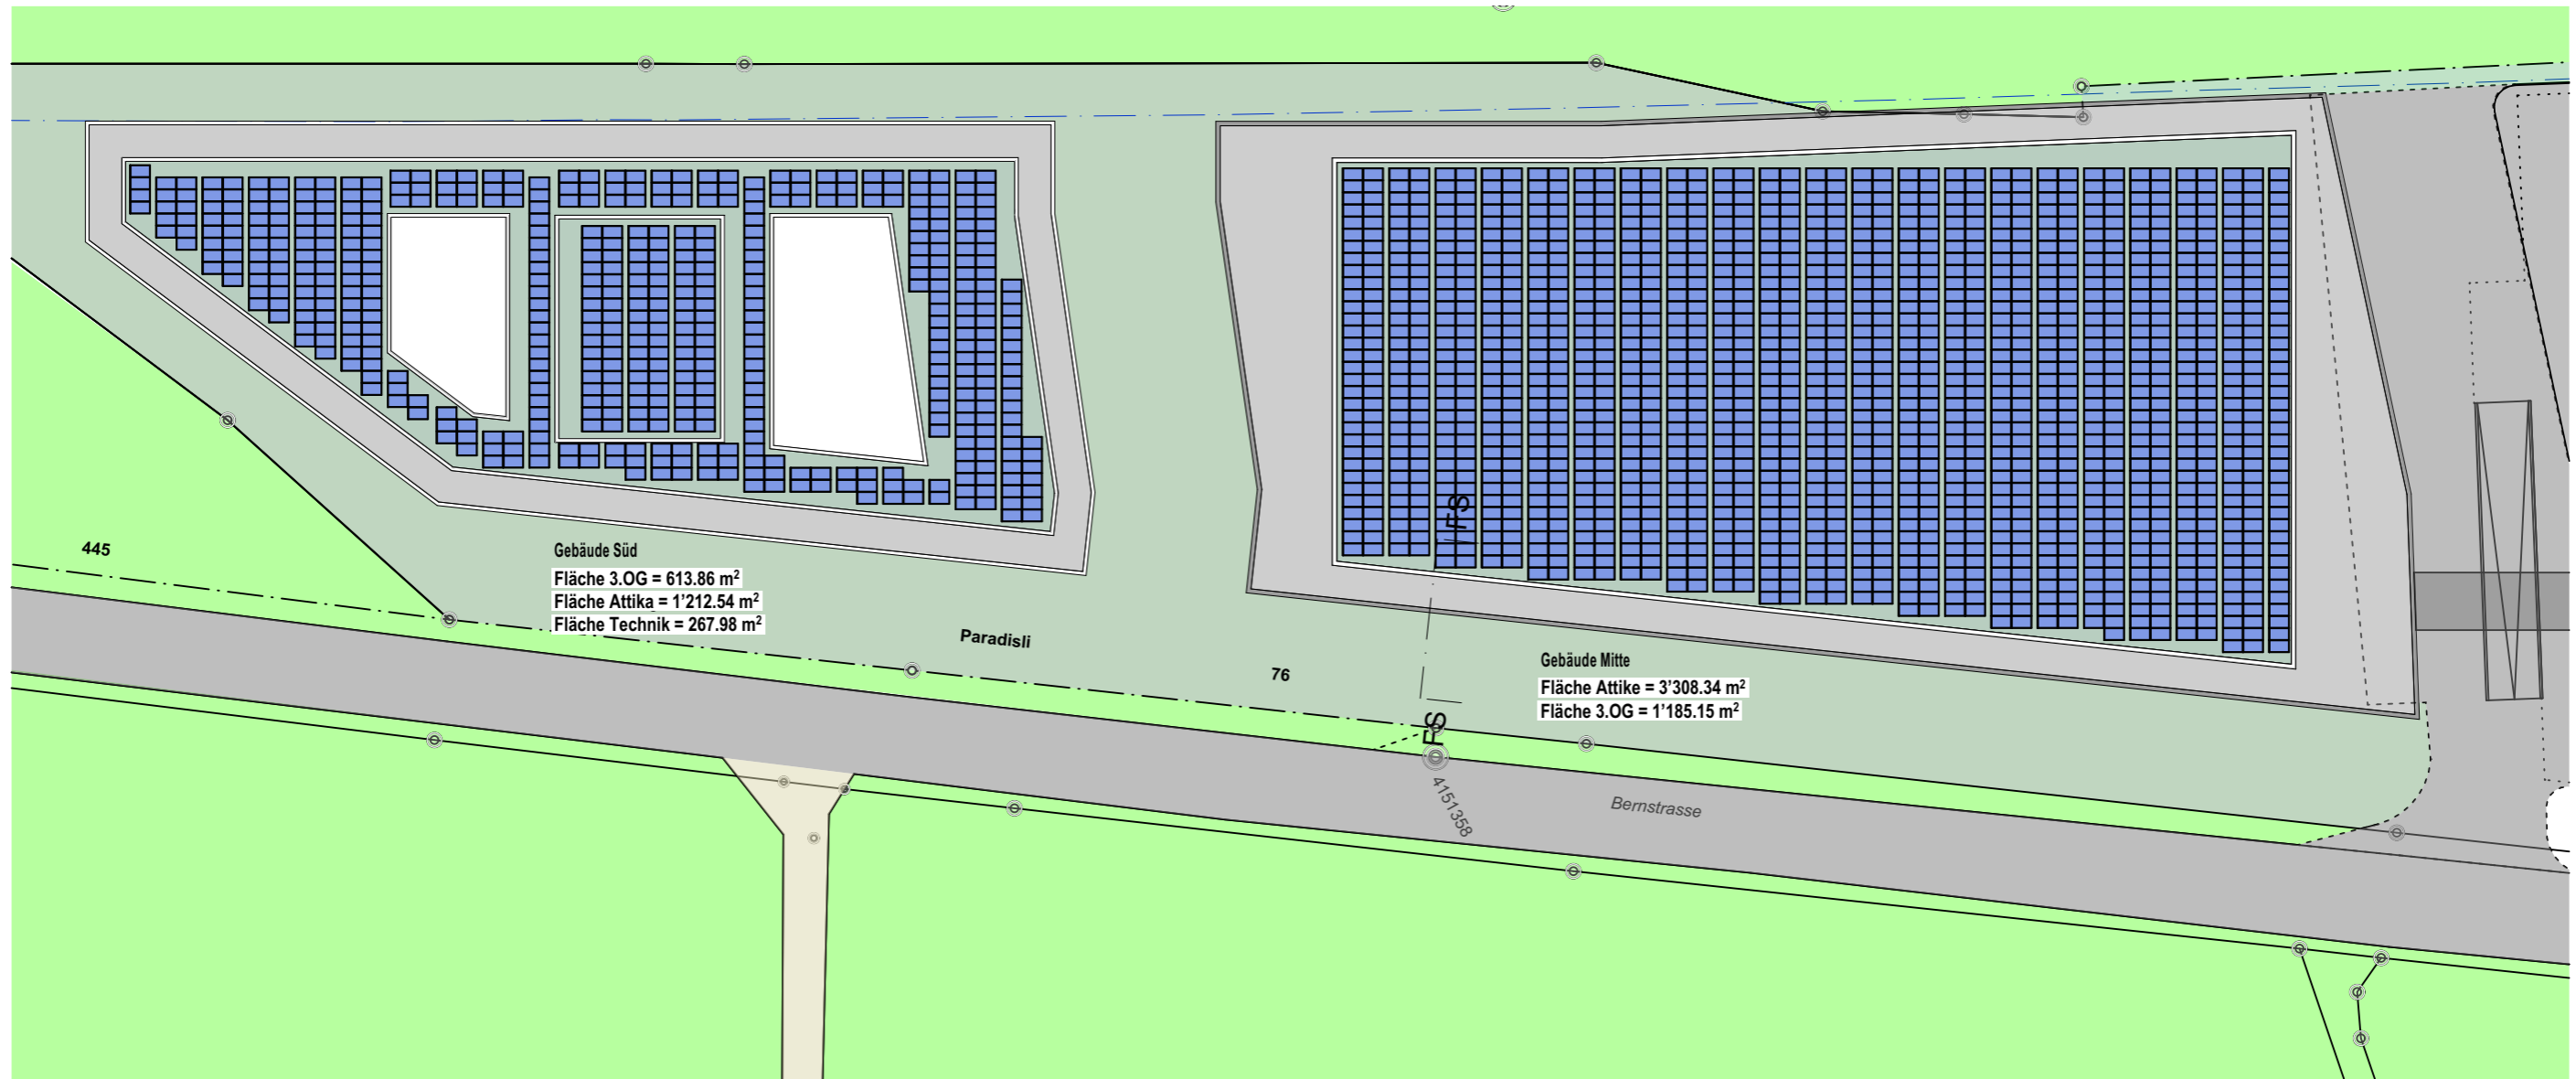 FS
445
Gebäude Süd
Fläche 3.OG = 613.86 m²
Fläche Attika = 1'212.54 m²
Fläche Technik = 267.98 m²
Paradisli
76
Gebäude Mitte
Fläche Attike = 3'308.34 m²
Fläche 3.OG = 1'185.15 m²
FS
4151358
Bernstrasse